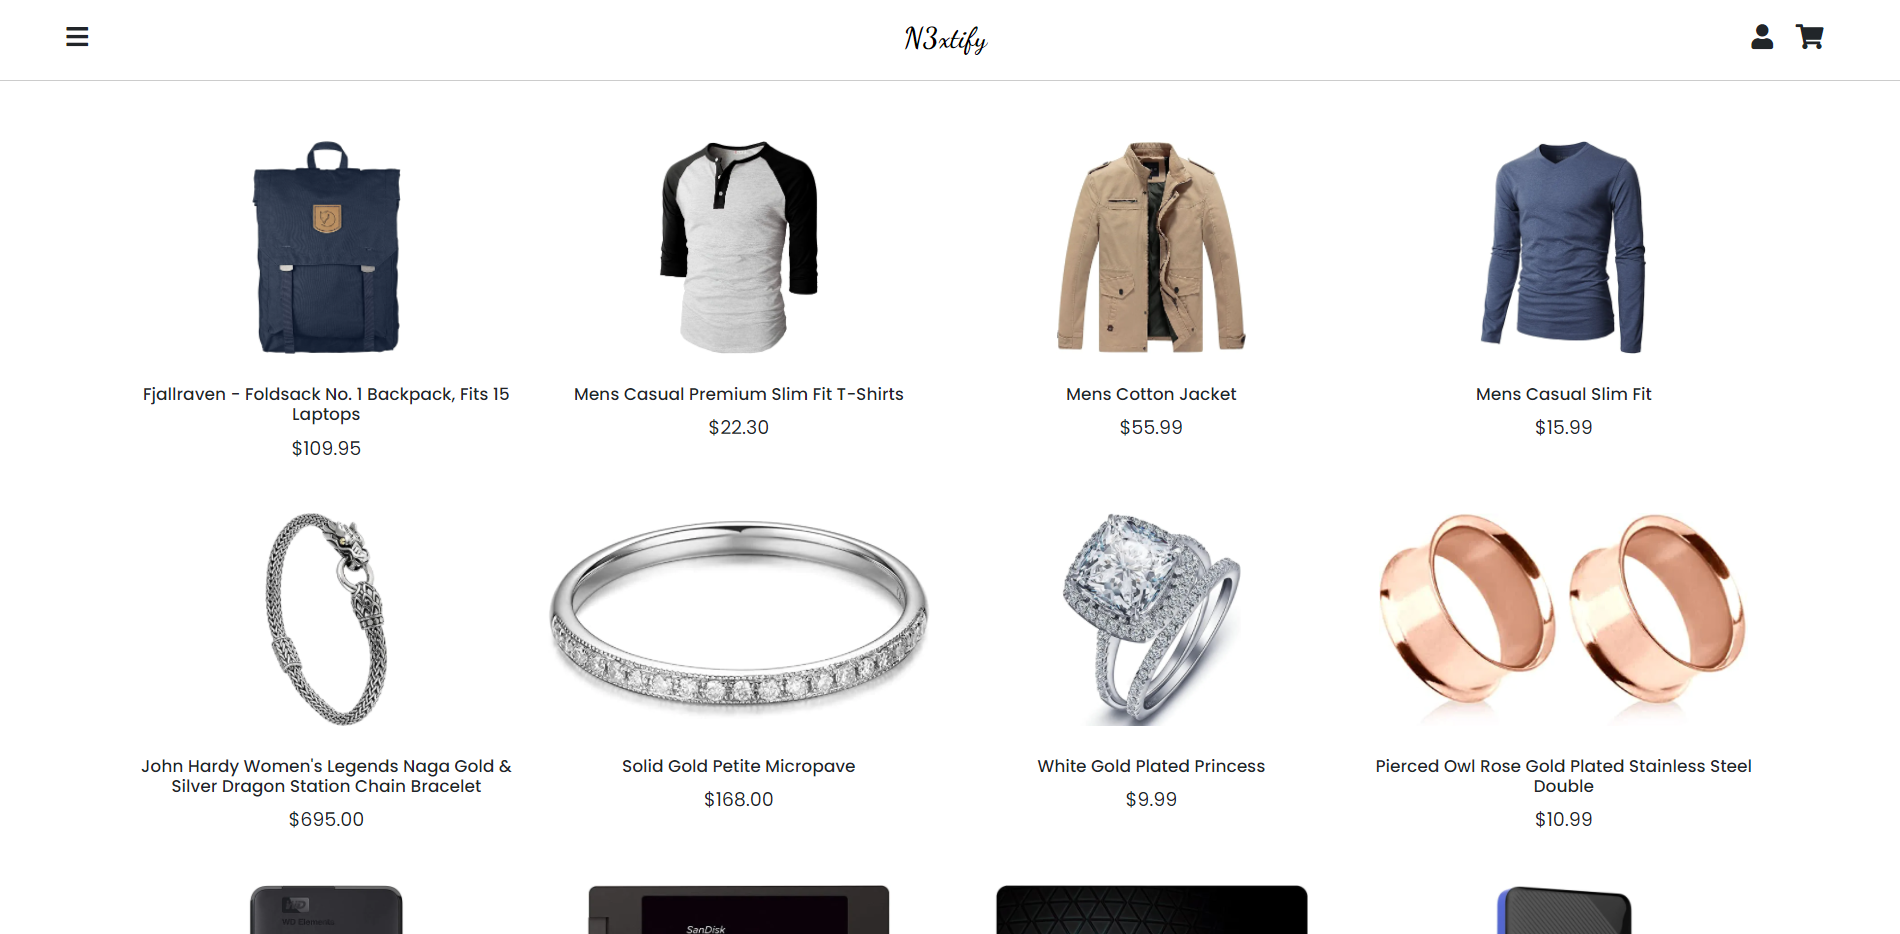 N3xtify
Fjallraven - Foldsack No. 1 Backpack, Fits 15
Laptops
$109.95
Mens Casual Premium Slim Fit T-Shirts
$22.30
Mens Cotton Jacket
$55.99
Mens Casual Slim Fit
$15.99
John Hardy Women's Legends Naga Gold &
Silver Dragon Station Chain Bracelet
$695.00
Solid Gold Petite Micropave
$168.00
White Gold Plated Princess
$9.99
Pierced Owl Rose Gold Plated Stainless Steel
Double
$10.99
WD
WD Elements
SanDisk